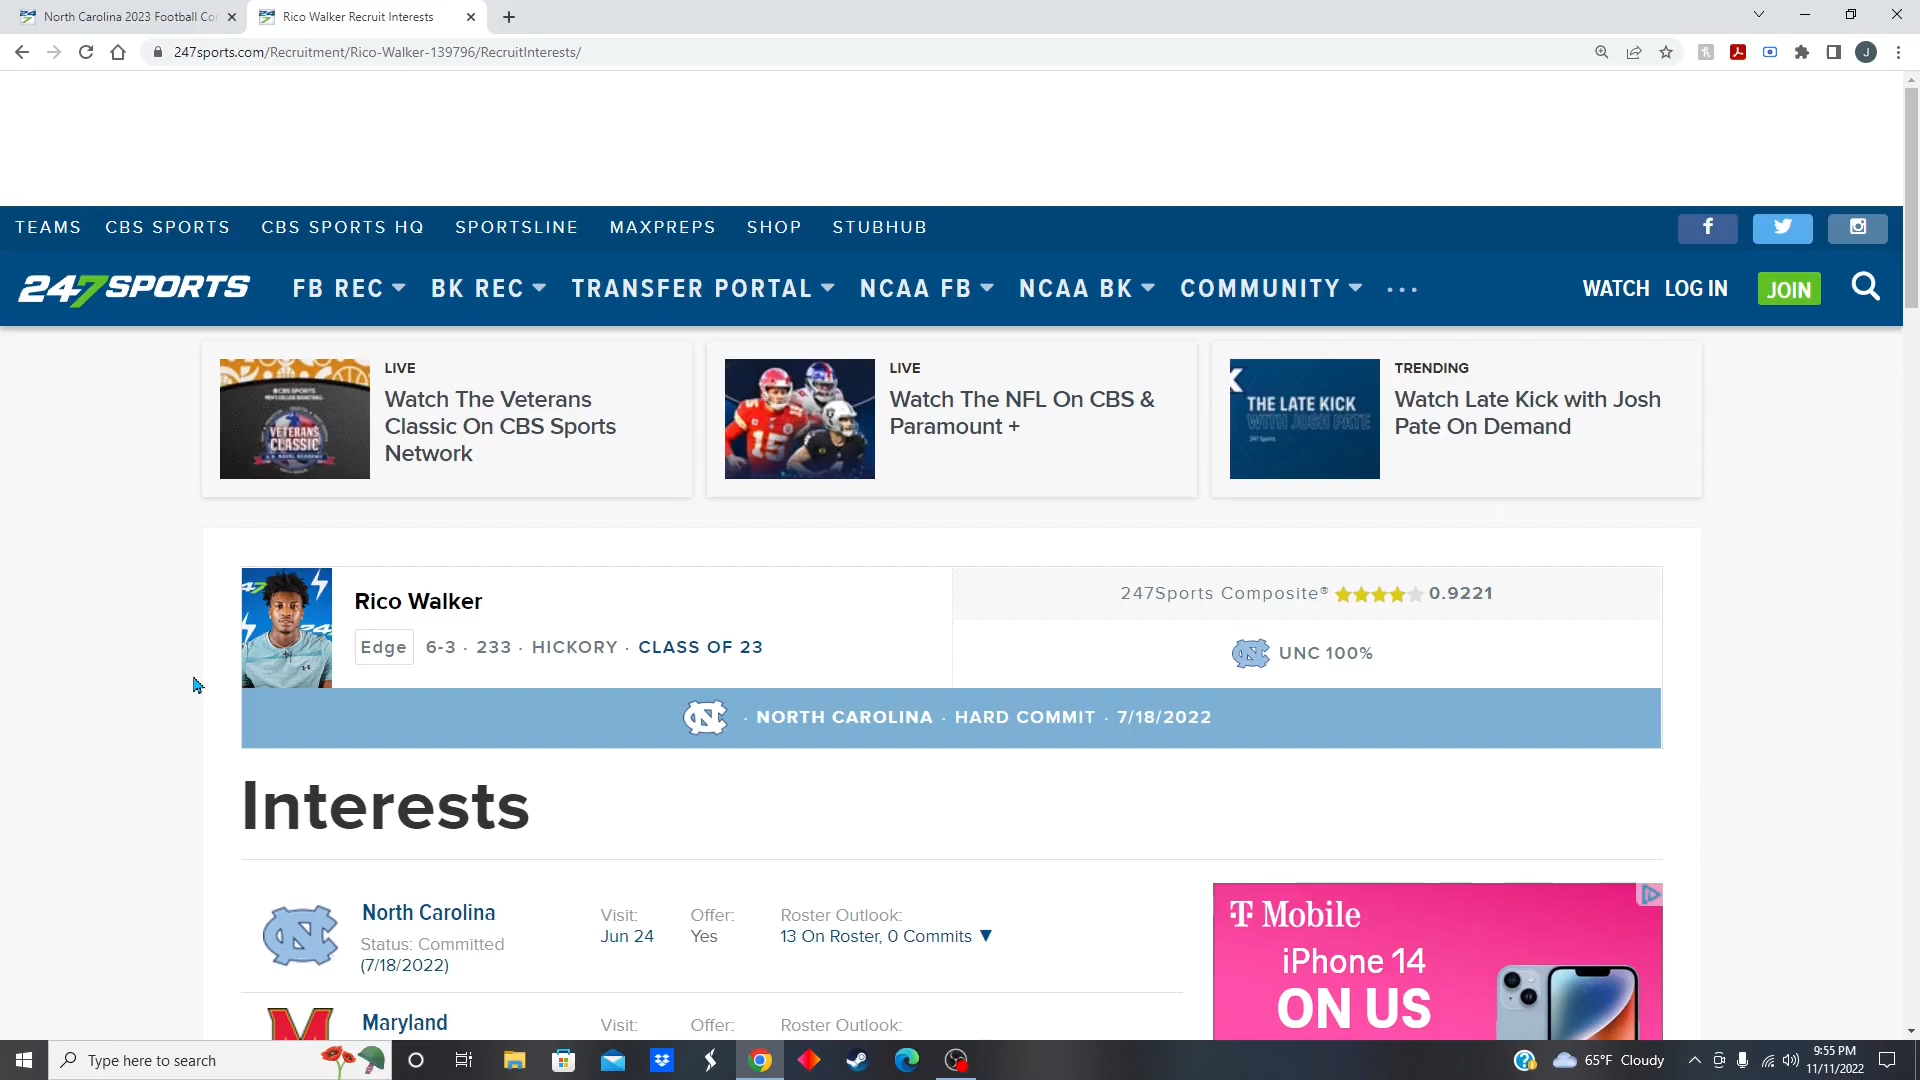 North Carolina 2023 Football Co
Rico Walker Recruit Interests
247sports.com/Recruitment/Rico-Walker-139796/RecruitInterests/
J
TEAMS CBS SPORTS CBS SPORTS HQ SPORTSLINE MAXPREPS SHOP STUBHUB
247SPORTS FB REC BK REC TRANSFER PORTAL NCAA FB NCAA BK COMMUNITY ... WATCH LOG IN JOIN
LIVE
Watch The Veterans
Classic On CBS Sports
Network
VETERANS
CLASSIC
LIVE
Watch The NFL On CBS &
Paramount +
15
TRENDING
Watch Late Kick with Josh
Pate On Demand
THE LATE KICK
WITH JOSH PATE
Rico Walker
Edge 6-3 · 233 · HICKORY · CLASS OF 23
247Sports Composite® 0.9221
UNC 100%
· NORTH CAROLINA · HARD COMMIT · 7/18/2022
Interests
North Carolina
Status: Committed
(7/18/2022)
Visit:
Jun 24
Offer:
Yes
Roster Outlook:
13 On Roster, 0 Commits ▼
Maryland
Visit:
Offer:
Roster Outlook:
T Mobile
iPhone 14
ON US
Type here to search
65°F Cloudy
9:55 PM
11/11/2022